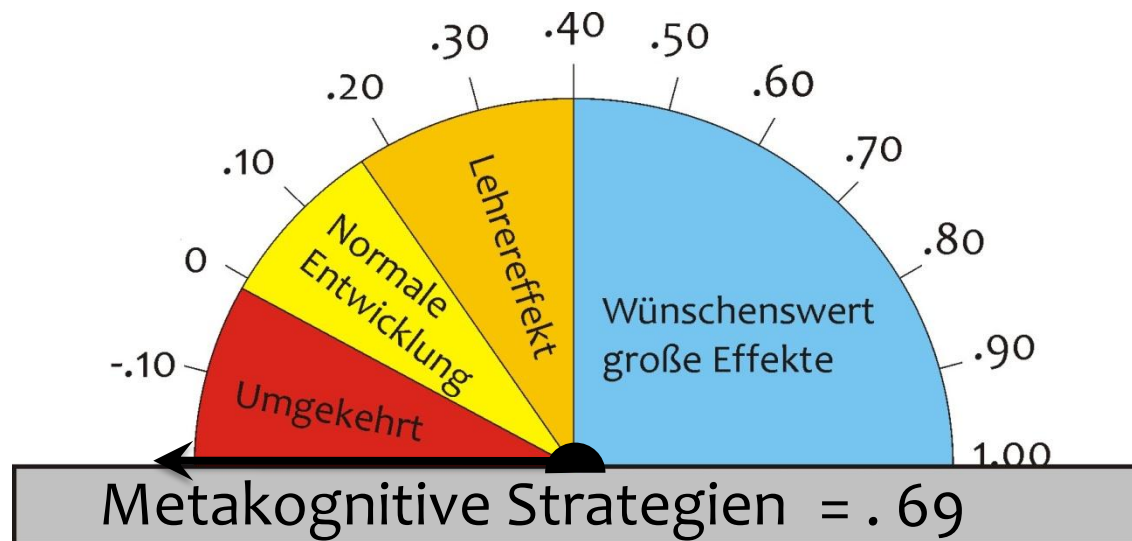 .40
.30
.50
.20
.60
.10
.70
0
.80
-.10
.90
1.00
Umgekehrt
Normale
Entwicklung
Lehrereffekt
Wünschenswert
große Effekte
Metakognitive Strategien = . 69